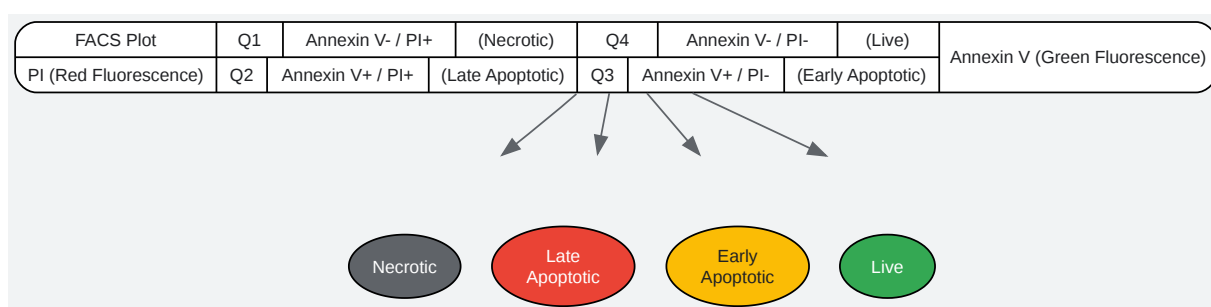 FACS Plot
PI (Red Fluorescence)
Q1
Annexin V- / PI+
(Necrotic)
Q2
Annexin V+ / PI+
(Late Apoptotic)
Q4
Annexin V- / PI-
(Live)
Q3
Annexin V+ / PI-
(Early Apoptotic)
Annexin V (Green Fluorescence)
Necrotic
Late
Apoptotic
Early
Apoptotic
Live